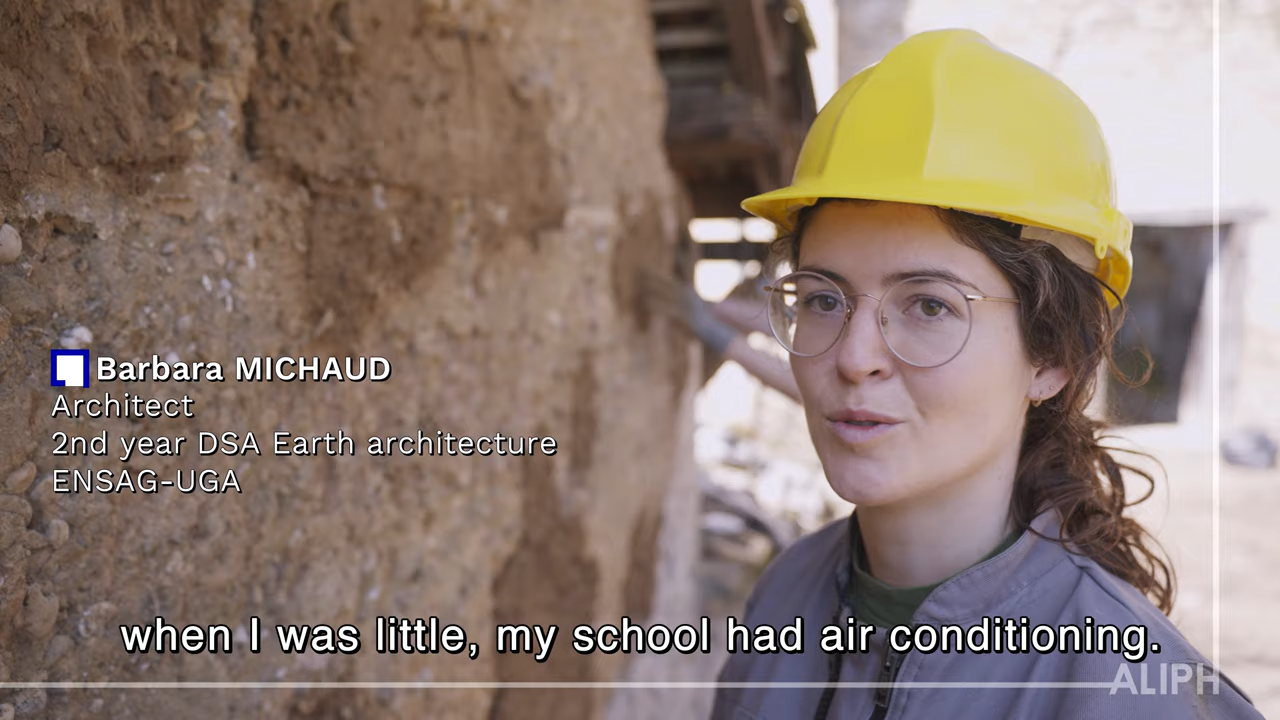 Barbara MICHAUD
Architect
2nd year DSA Earth architecture
ENSAG-UGA
when I was little, my school had air conditioning.
ALIPH